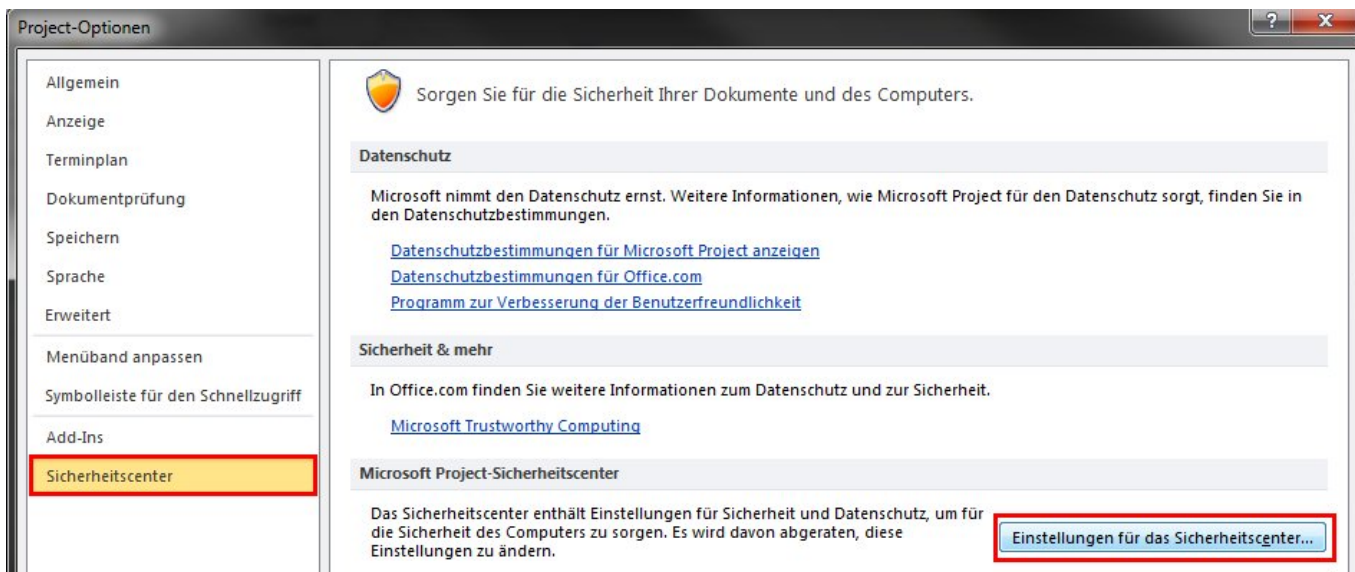 Project-Optionen
?
X
Allgemein
Anzeige
Terminplan
Dokumentprüfung
Speichern
Sprache
Erweitert
Menüband anpassen
Symbolleiste für den Schnellzugriff
Add-Ins
Sicherheitscenter
Sorgen Sie für die Sicherheit Ihrer Dokumente und des Computers.
Datenschutz
Microsoft nimmt den Datenschutz ernst. Weitere Informationen, wie Microsoft Project für den Datenschutz sorgt, finden Sie in
den Datenschutzbestimmungen.
Datenschutzbestimmungen für Microsoft Project anzeigen
Datenschutzbestimmungen für Office.com
Programm zur Verbesserung der Benutzerfreundlichkeit
Sicherheit & mehr
In Office.com finden Sie weitere Informationen zum Datenschutz und zur Sicherheit.
Microsoft Trustworthy Computing
Microsoft Project-Sicherheitscenter
Das Sicherheitscenter enthält Einstellungen für Sicherheit und Datenschutz, um für
die Sicherheit des Computers zu sorgen. Es wird davon abgeraten, diese
Einstellungen zu ändern.
Einstellungen für das Sicherheitscenter...